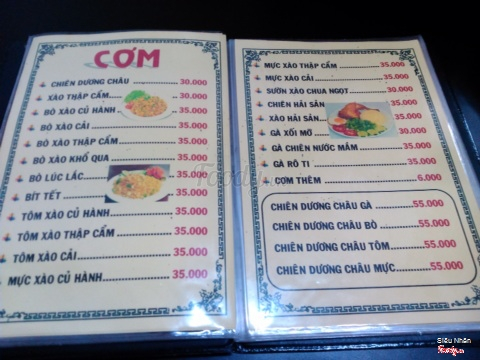 CƠM
CHIÊN DƯƠNG CHÂU 30.000
XÀO THẬP CẨM 30.000
BÒ XÀO CỦ HÀNH 35.000
BÒ XÀO CẢI 35.000
BÒ XÀO THẬP CẨM 35.000
BÒ XÀO KHỔ QUA 35.000
BÒ LÚC LẮC 35.000
BÍT TẾT 35.000
TÔM XÀO CỦ HÀNH 35.000
TÔM XÀO THẬP CẨM 35.000
TÔM XÀO CẢI 35.000
MỰC XÀO CỦ HÀNH 35.000
MỰC XÀO THẬP CẨM 35.000
MỰC XÀO CẢI 35.000
SƯỜN XÀO CHUA NGỌT 35.000
CHIÊN HẢI SẢN 35.000
XÀO HẢI SẢN 35.000
GÀ XỐI MỠ 30.000
GÀ CHIÊN NƯỚC MẮM 35.000
GÀ RÔ TI 35.000
CƠM THÊM 6.000
CHIÊN DƯƠNG CHÂU GÀ 55.000
CHIÊN DƯƠNG CHÂU BÒ 55.000
CHIÊN DƯƠNG CHÂU TÔM 55.000
CHIÊN DƯƠNG CHÂU MỰC 55.000
Siêu Nhân
Foody.vn